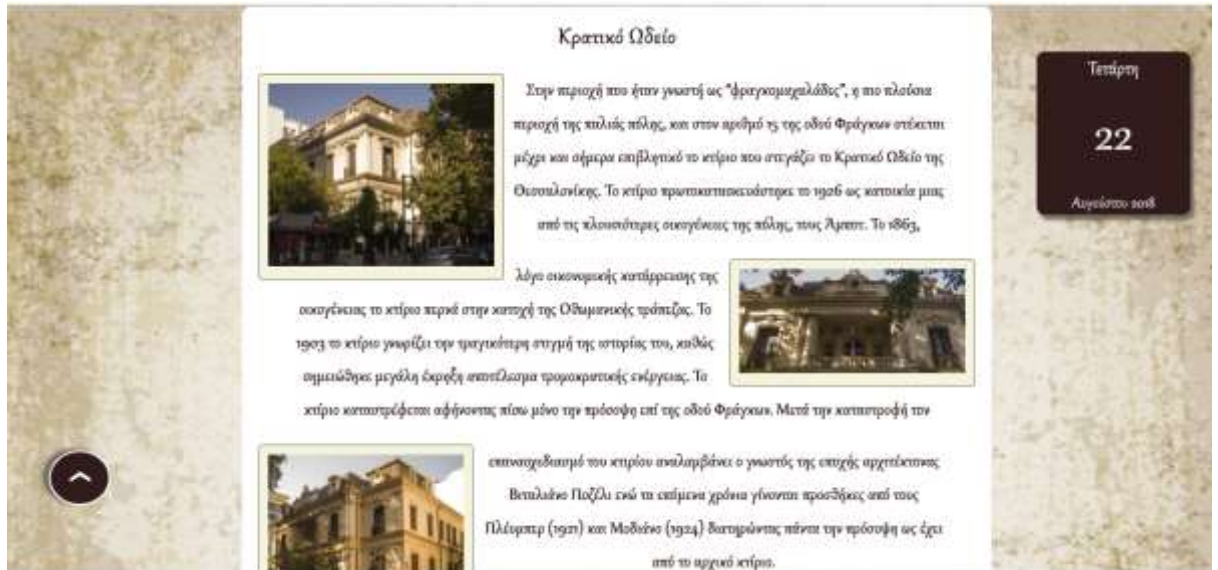 Κρατικό Ωδείο
Στην περιοχή που ήταν γνωστή ως "φραγκομαχαλάδες", η πιο πλούσια
περιοχή της παλιάς πόλης, και στον αριθμό 15 της οδού Φράγκων στέκεται
μέχρι και σήμερα επιβλητικό το κτίριο που στεγάζει το Κρατικό Ωδείο της
Θεσσαλονίκης. Το κτίριο πρωτοκατασκευάστηκε το 1926 ως κατοικία μιας
από τις πλουσιότερες οικογένειες της πόλης, τους Άμποτ. Το 1863,
λόγο οικονομικής κατάρρευσης της
οικογένειας το κτίριο περνά στην κατοχή της Οθωμανικής τράπεζας. Το
1903 το κτίριο γνωρίζει την τραγικότερη στιγμή της ιστορίας του, καθώς
σημειώθηκε μεγάλη έκρηξη αποτέλεσμα τρομοκρατικής ενέργειας. Το
κτίριο καταστρέφεται αφήνοντας πίσω μόνο την πρόσοψη επί της οδού Φράγκων. Μετά την καταστροφή τον
επανασχεδιασμό του κτιρίου αναλαμβάνει ο γνωστός της εποχής αρχιτέκτονας
Βιταλιάνο Ποζέλι ενώ τα επόμενα χρόνια γίνονται προσθήκες από τους
Πλέυμπερ (1921) και Μοδιάνο (1924) διατηρώντας πάντα την πρόσοψη ως έχει
από το αρχικό κτίριο.
Τετάρτη
22
Αυγούστου 2018